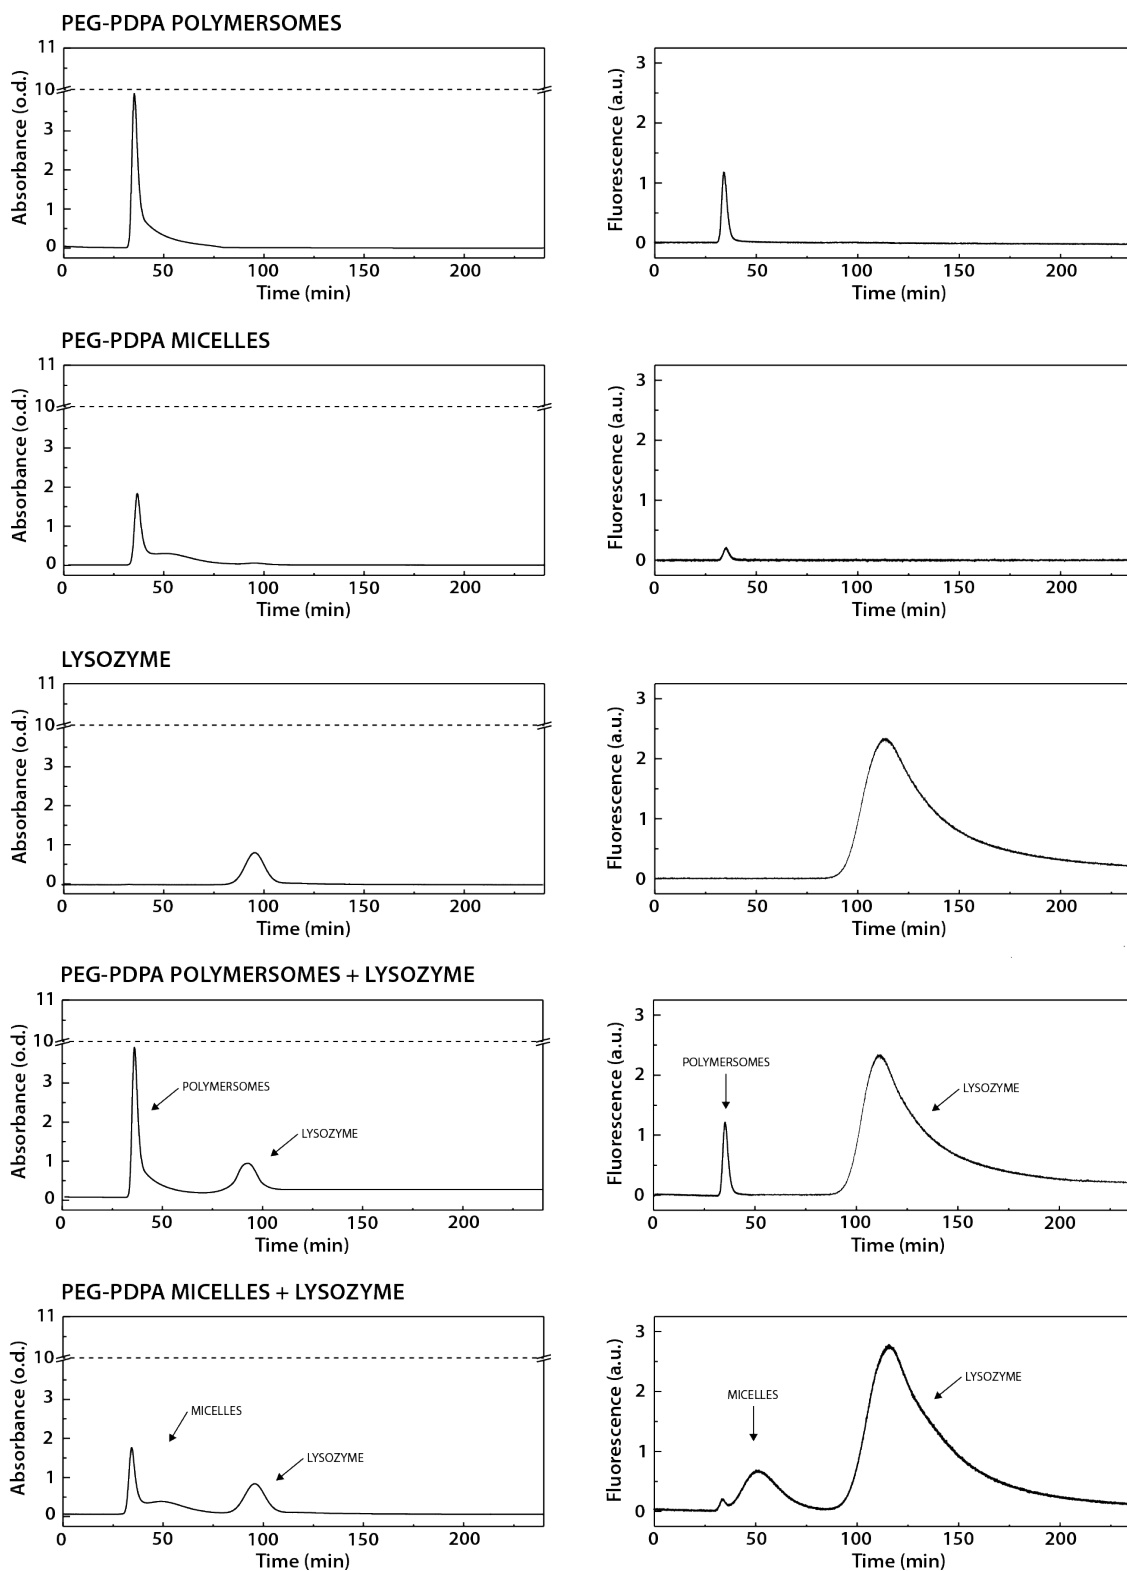 PEG-PDPA POLYMERSOMES
11
10
3
2
1
0
Absorbance (o.d.)
0 50 100 150 200
Time (min)
3
2
1
0
Fluorescence (a.u.)
0 50 100 150 200
Time (min)
PEG-PDPA MICELLES
11
10
3
2
1
0
Absorbance (o.d.)
0 50 100 150 200
Time (min)
3
2
1
0
Fluorescence (a.u.)
0 50 100 150 200
Time (min)
LYSOZYME
11
10
3
2
1
0
Absorbance (o.d.)
0 50 100 150 200
Time (min)
3
2
1
0
Fluorescence (a.u.)
0 50 100 150 200
Time (min)
PEG-PDPA POLYMERSOMES + LYSOZYME
11
10
3
2
1
0
Absorbance (o.d.)
POLYMERSOMES
LYSOZYME
0 50 100 150 200
Time (min)
3
2
1
0
Fluorescence (a.u.)
POLYMERSOMES
LYSOZYME
0 50 100 150 200
Time (min)
PEG-PDPA MICELLES + LYSOZYME
11
10
3
2
1
0
Absorbance (o.d.)
MICELLES
LYSOZYME
0 50 100 150 200
Time (min)
3
2
1
0
Fluorescence (a.u.)
MICELLES
LYSOZYME
0 50 100 150 200
Time (min)